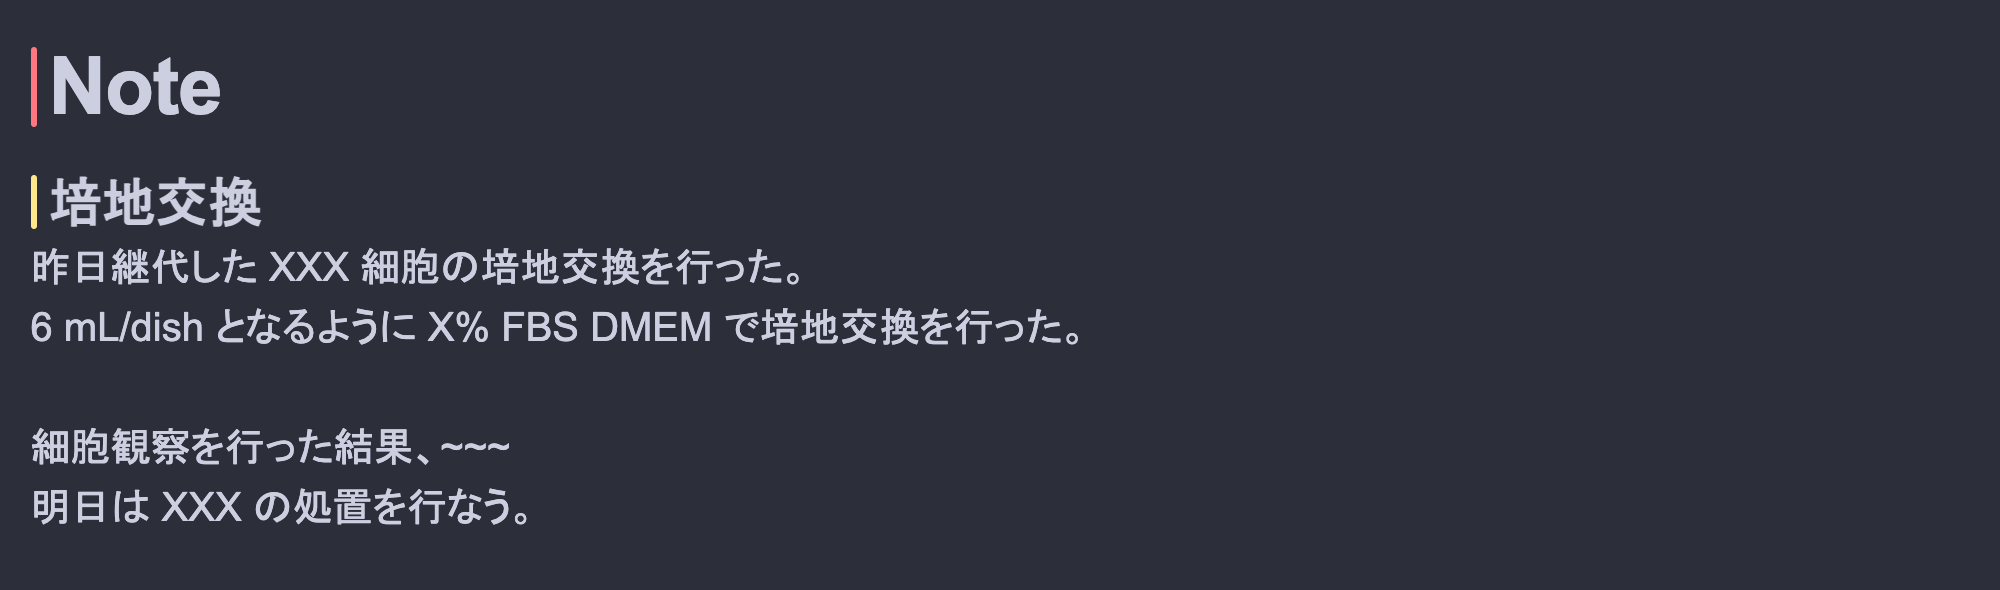 Note
培地交換
昨日継代した XXX 細胞の培地交換を行った。
6 mL/dish となるように X% FBS DMEM で培地交換を行った。
細胞観察を行った結果、~~~
明日は XXX の処置を行なう。